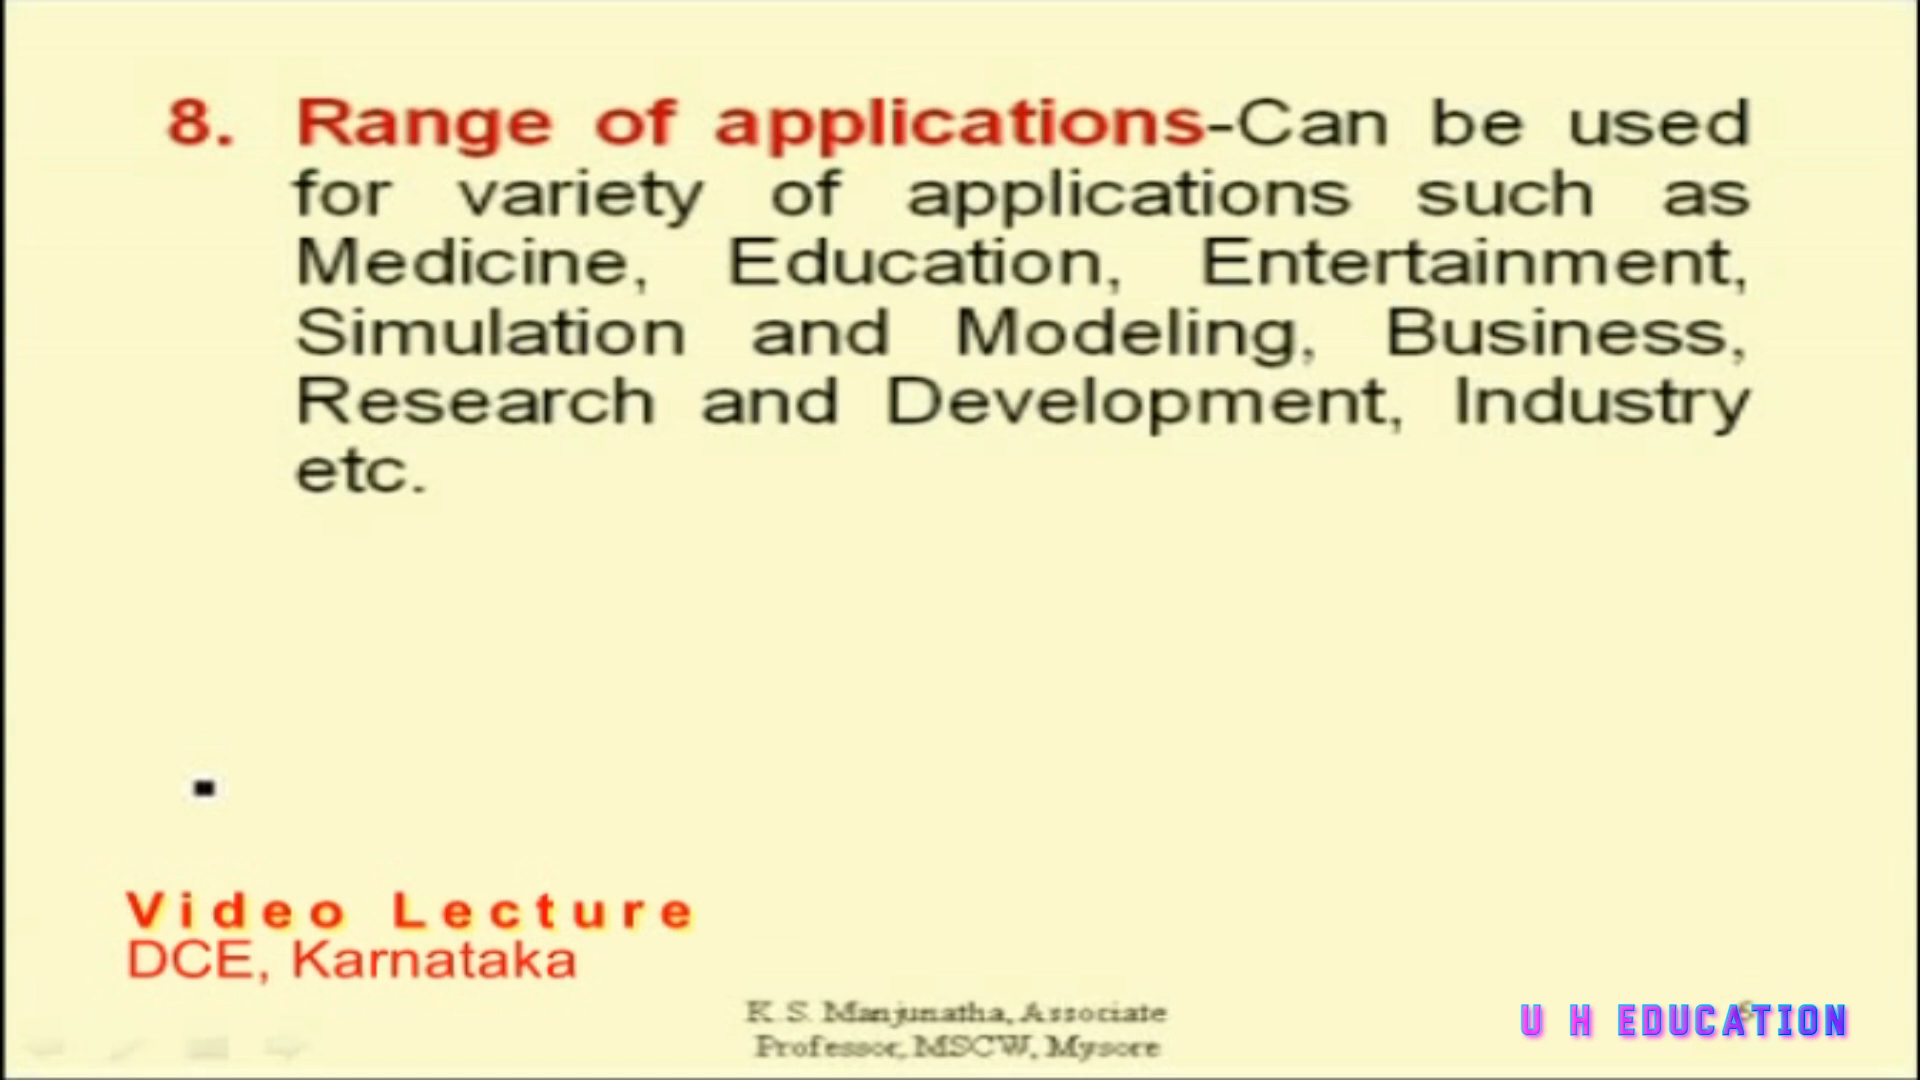 8. Range of applications-Can be used
for variety of applications such as
Medicine, Education, Entertainment,
Simulation and Modeling, Business,
Research and Development, Industry
etc.
Video Lecture
DCE, Karnataka
K. S. Manjunatha, Associate
Professor, MSCW, Mysore
U H EDUCATION